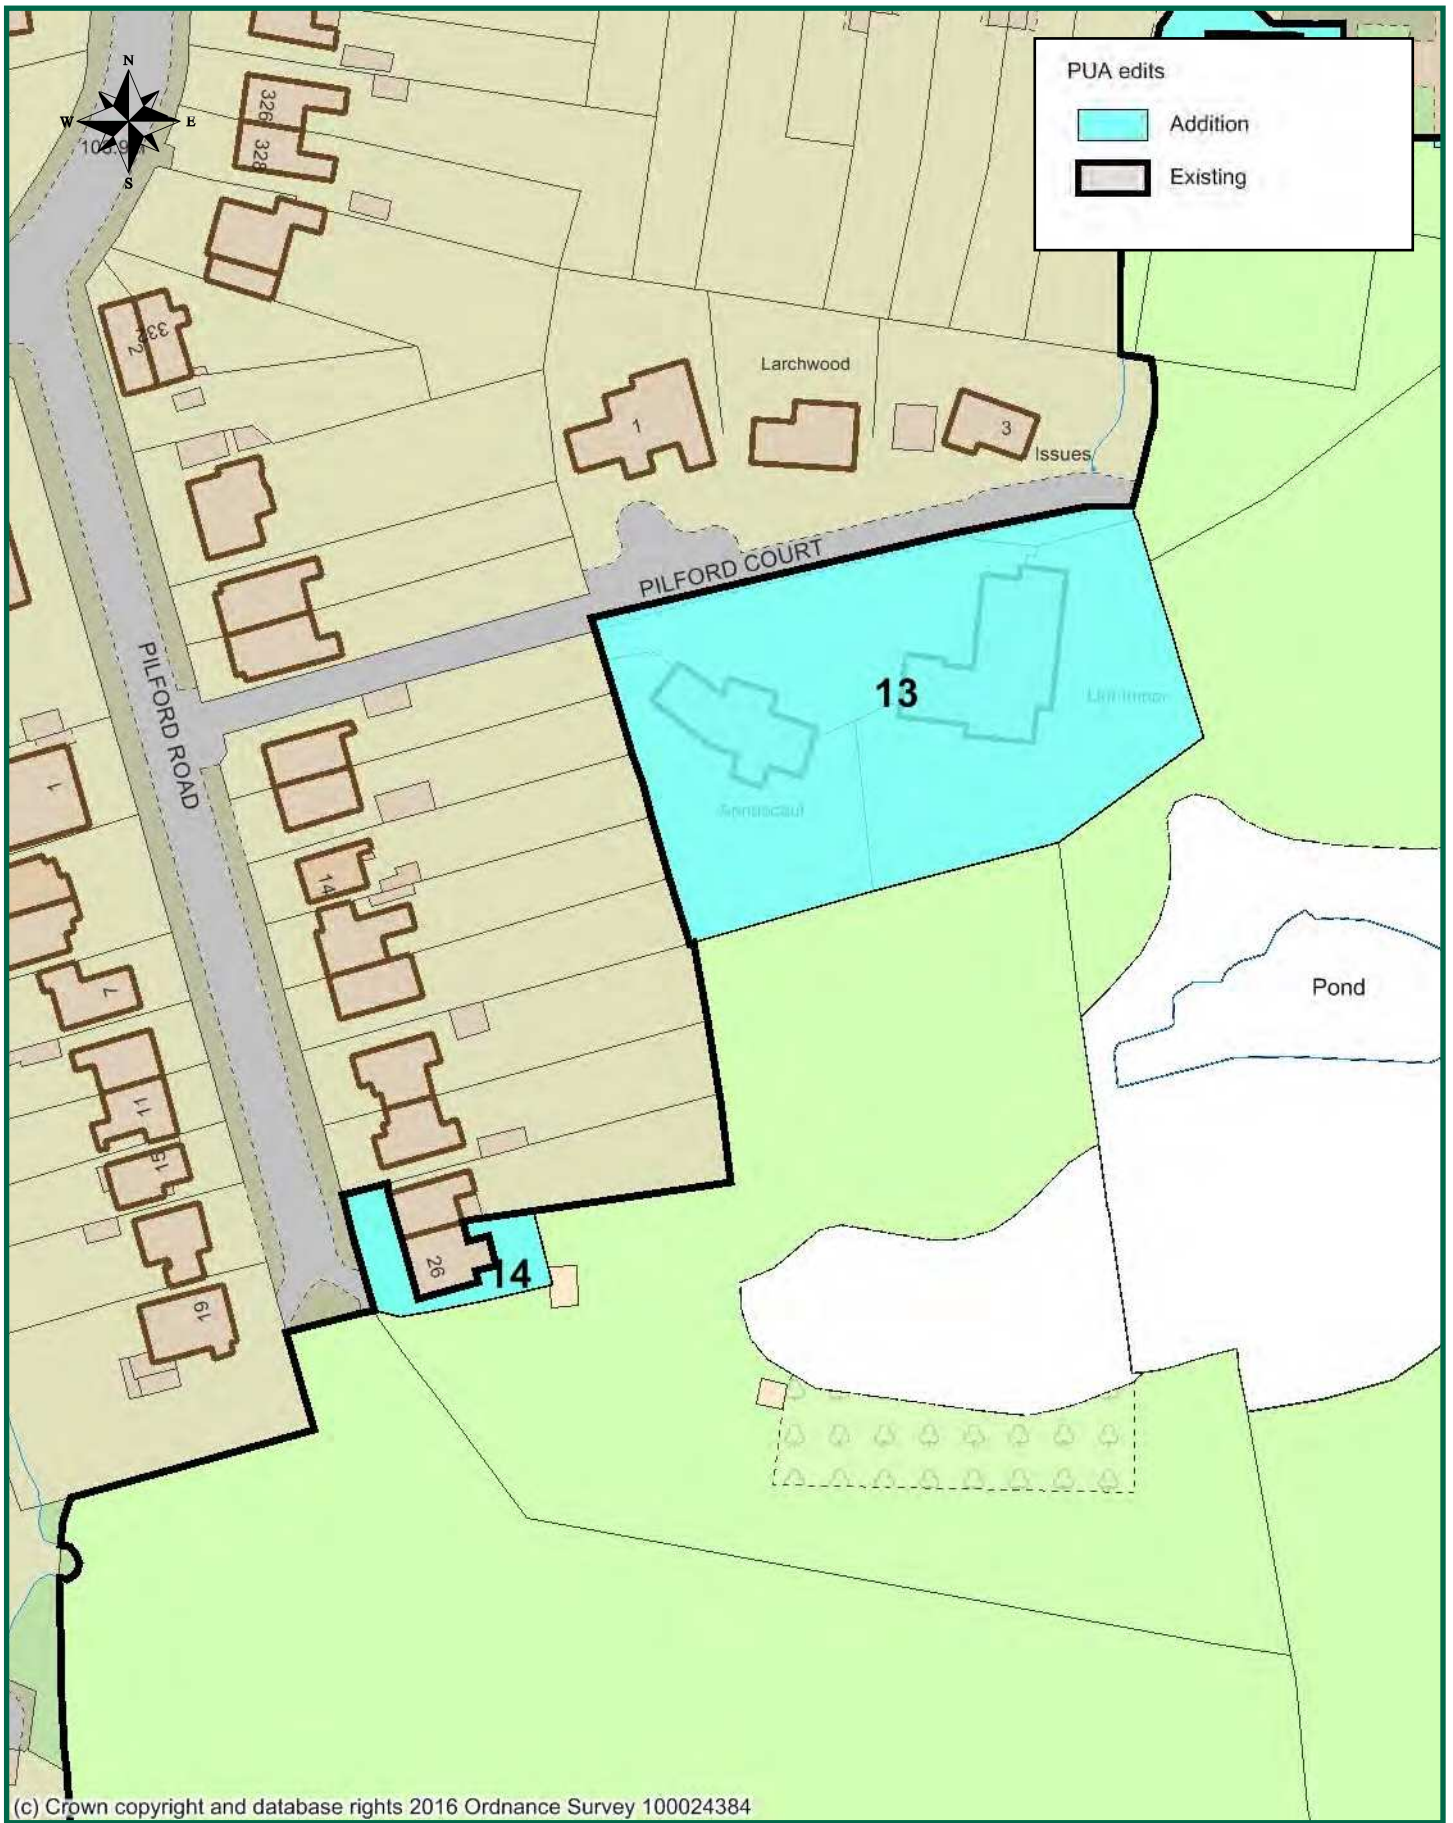 N
W
E
S
PUA edits
Addition
Existing
326
328
332
2
Larchwood
1
3
Issues
PILFORD COURT
PILFORD ROAD
13
1
14
7
Pond
11
15
26
14
19
(c) Crown copyright and database rights 2016 Ordnance Survey 100024384